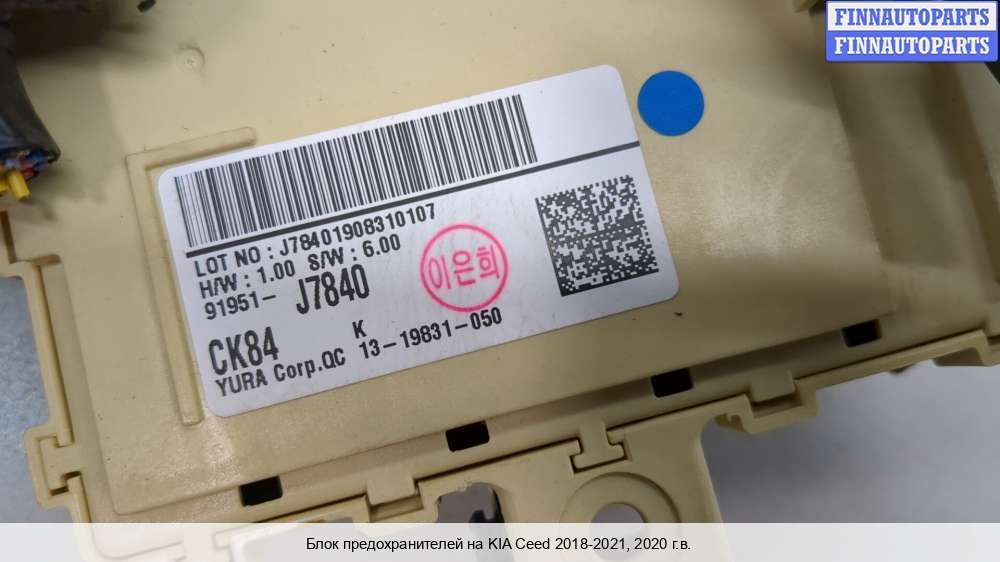 FINNAUTOPARTS
FINNAUTOPARTS
LOT NO : J78401908310107
H/W : 1.00 S/W : 6.00
91951- J7840
이은희
CK84 K
YURA Corp.QC 13-19831-050
Блок предохранителей на KIA Ceed 2018-2021, 2020 г.в.